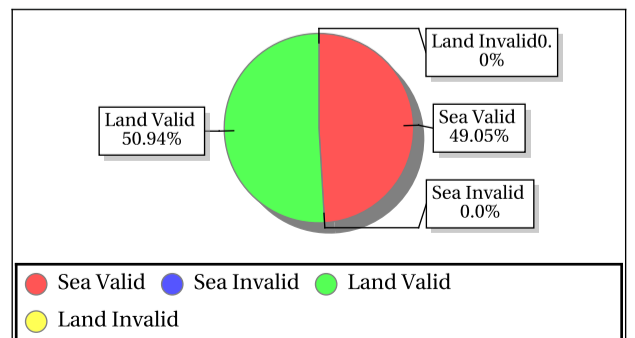 Land Invalid0.
0%
Land Valid
50.94%
Sea Valid
49.05%
Sea Invalid
0.0%
Sea Valid
Sea Invalid
Land Valid
Land Invalid